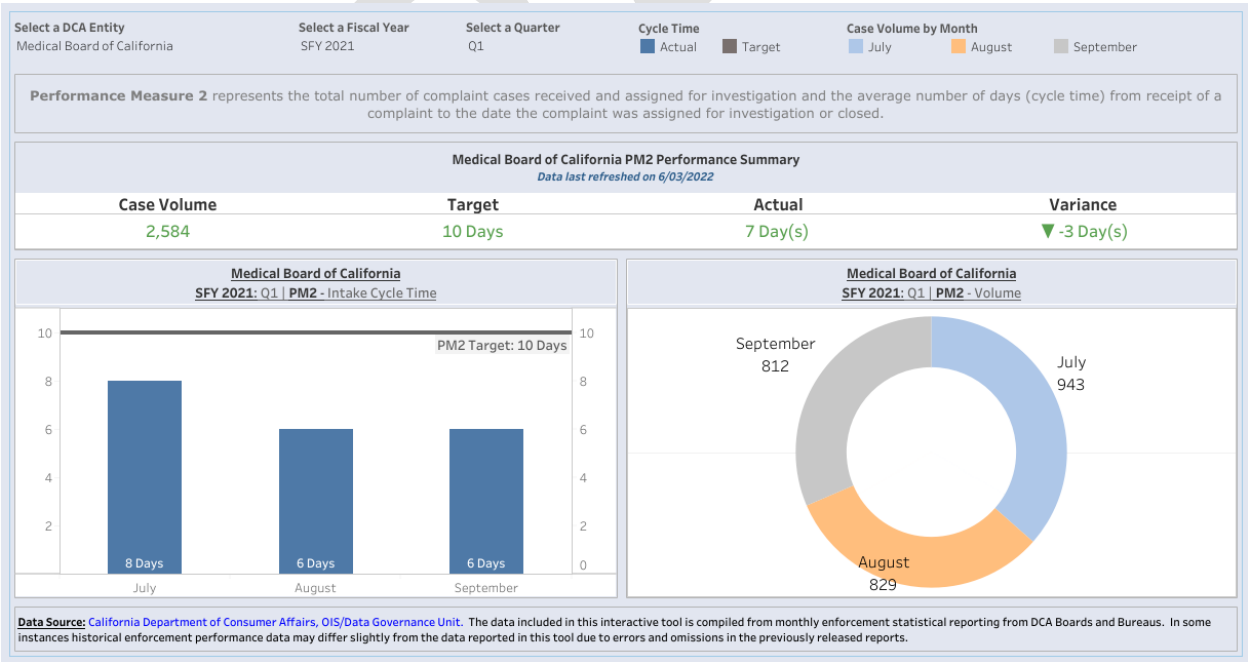 Select a DCA Entity
Medical Board of California
Select a Fiscal Year
SFY 2021
Select a Quarter
Q1
Cycle Time
Actual
Target
Case Volume by Month
July
August
September
Performance Measure 2 represents the total number of complaint cases received and assigned for investigation and the average number of days (cycle time) from receipt of a
complaint to the date the complaint was assigned for investigation or closed.
Medical Board of California PM2 Performance Summary
Data last refreshed on 6/03/2022
Case Volume
Target
Actual
Variance
2,584
10 Days
7 Day(s)
▼ -3 Day(s)
Medical Board of California
SFY 2021: Q1 | PM2 - Intake Cycle Time
10
8
6
4
2
PM2 Target: 10 Days
8 Days
6 Days
6 Days
10
8
6
4
2
0
July
August
September
Medical Board of California
SFY 2021: Q1 | PM2 - Volume
September
812
July
943
August
829
Data Source: California Department of Consumer Affairs, OIS/Data Governance Unit. The data included in this interactive tool is compiled from monthly enforcement statistical reporting from DCA Boards and Bureaus. In some
instances historical enforcement performance data may differ slightly from the data reported in this tool due to errors and omissions in the previously released reports.